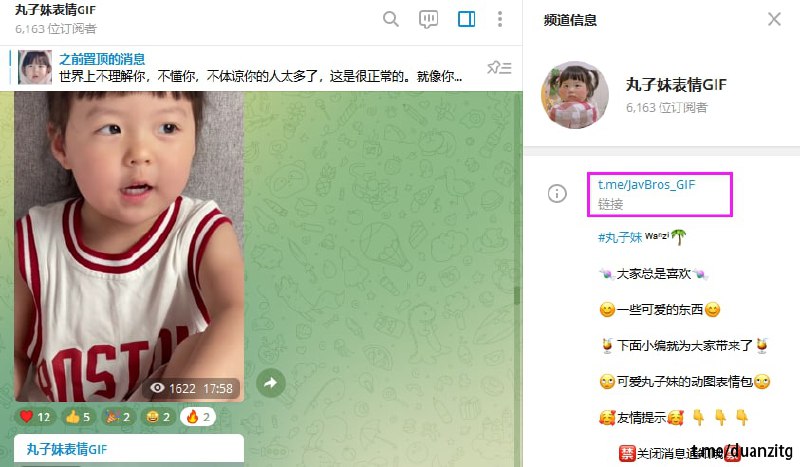 丸子妹表情GIF
6,163 位订阅者
之前置顶的消息
世界上不理解你，不懂你，不体谅你的人太多了，这是很正常的。就像你...
BOSTON
1622 17:58
12 5 2 2 2
丸子妹表情GIF
频道信息
丸子妹表情GIF
6,163 位订阅者
t.me/JavBros_GIF
链接
#丸子妹 ᵂᵃⁿᶻⁱ
大家总是喜欢
一些可爱的东西
下面小编就为大家带来了
可爱丸子妹的动图表情包
友情提示
禁关闭消息通
t.me/duanzitg